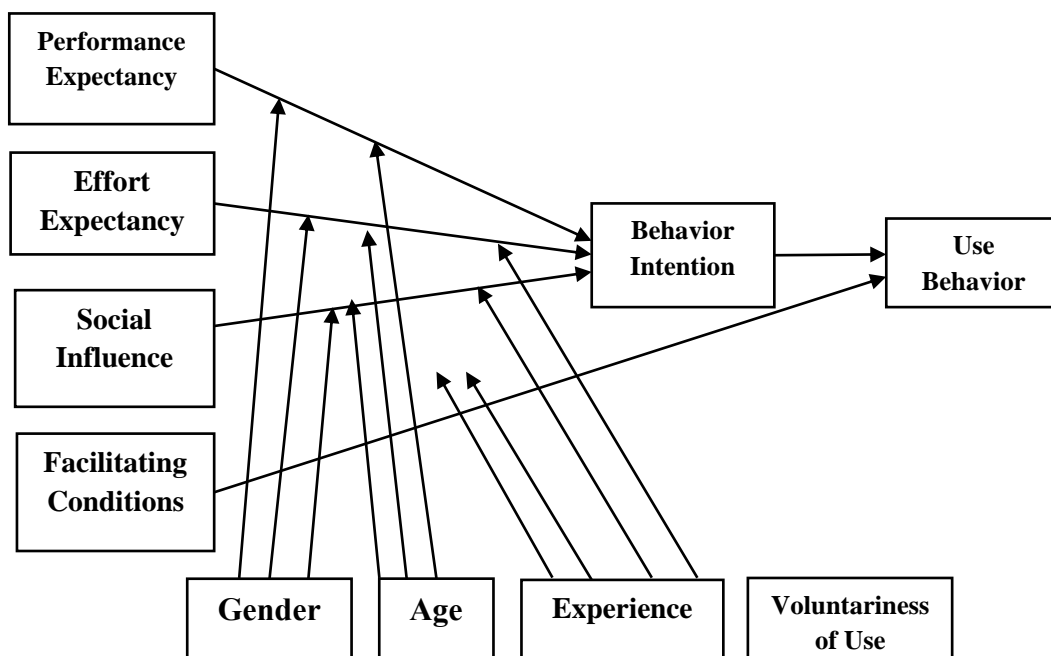 Performance
Expectancy
Effort
Expectancy
Social
Influence
Facilitating
Conditions
Behavior
Intention
Use
Behavior
Gender
Age
Experience
Voluntariness
of Use